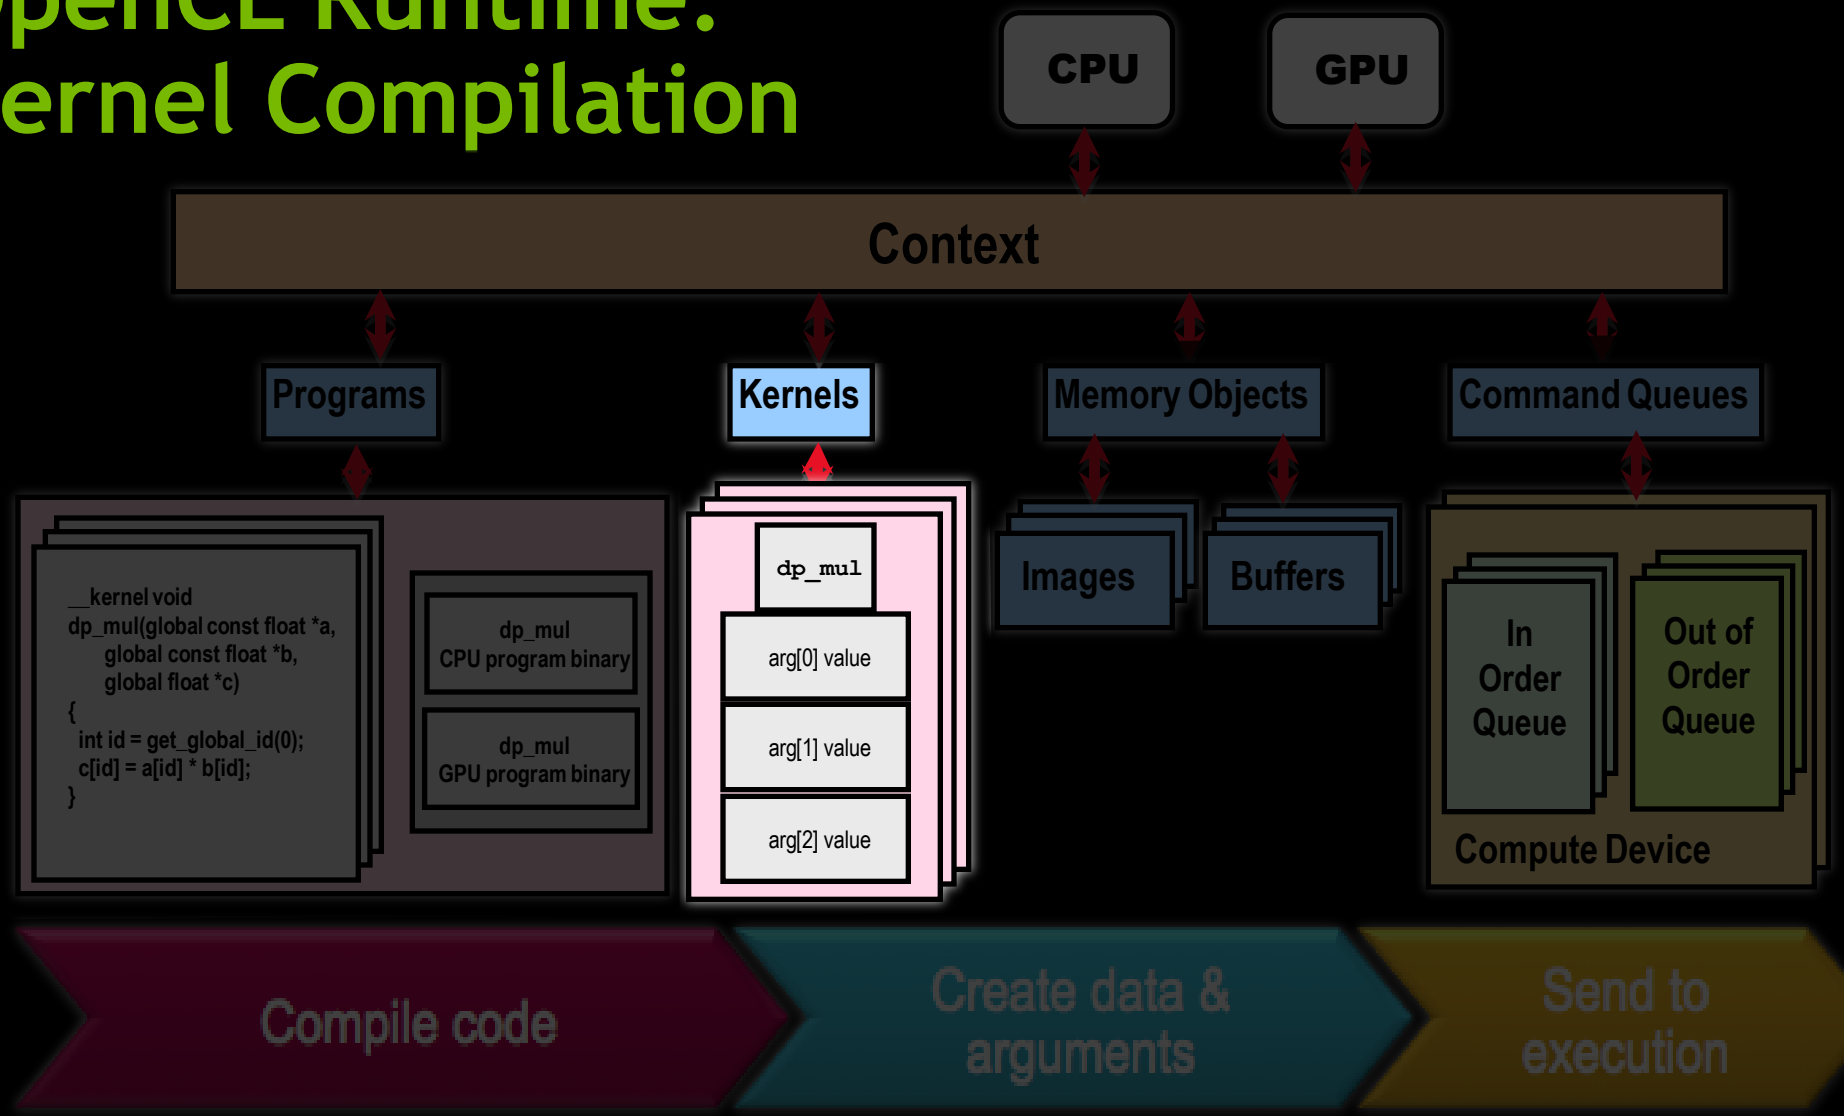 penCL Runtime:
ernel Compilation
CPU
GPU
Context
Programs
Kernels
Memory Objects
Command Queues
__kernel void
dp_mul(global const float *a,
global const float *b,
global float *c)
{
int id = get_global_id(0);
c[id] = a[id] * b[id];
}
dp_mul
CPU program binary
dp_mul
GPU program binary
dp_mul
arg[0] value
arg[1] value
arg[2] value
Images
Buffers
In
Order
Queue
Out of
Order
Queue
Compute Device
Compile code
Create data &
arguments
Send to
execution